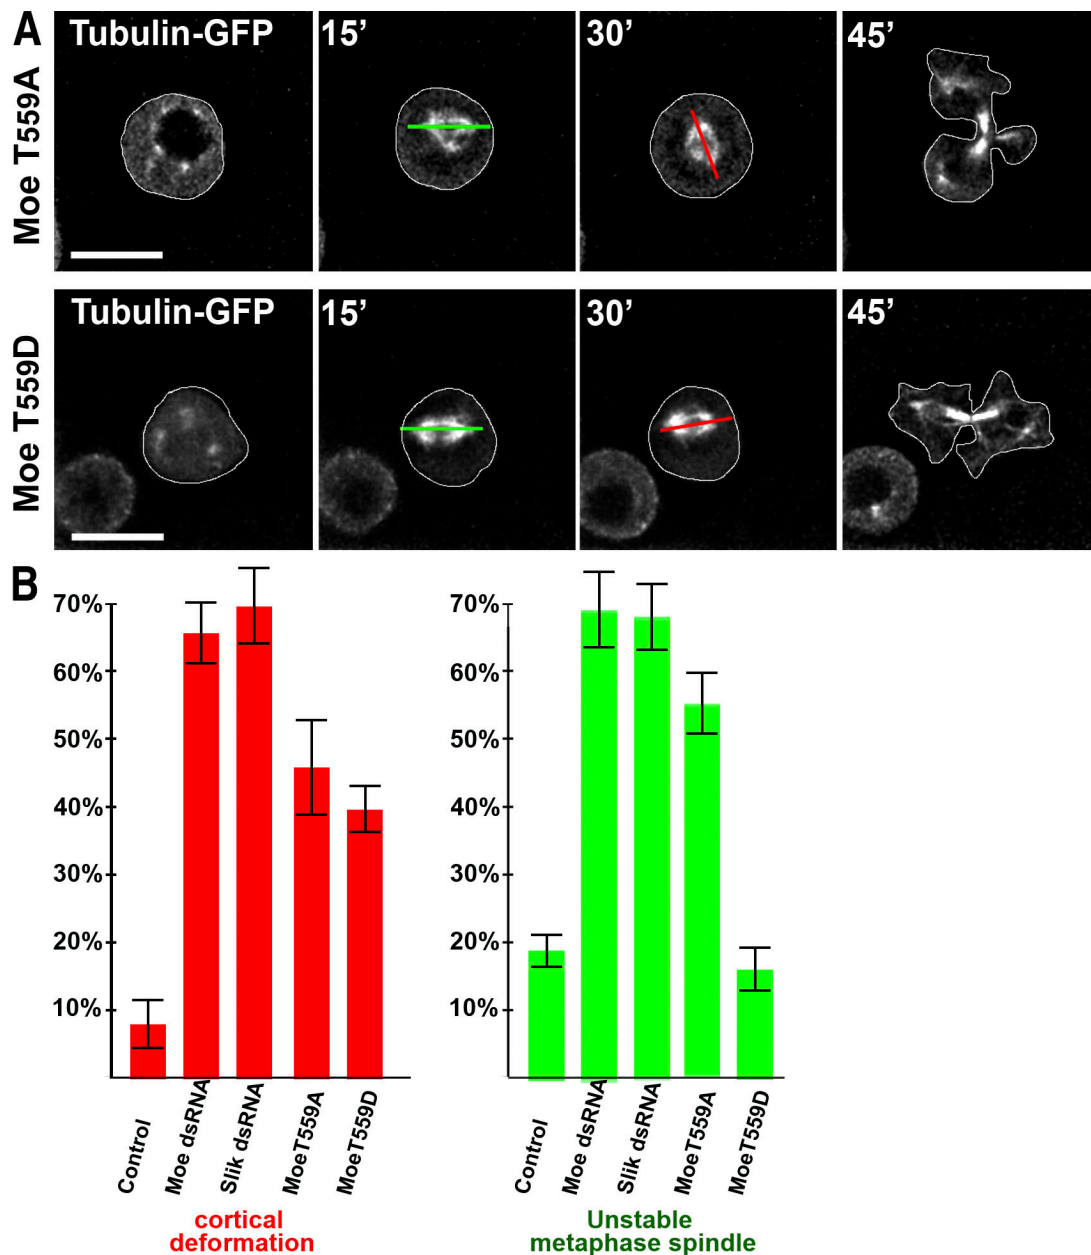 A
Moe T559A
Tubulin-GFP
15’
30’
45’
Moe T559D
Tubulin-GFP
15’
30’
45’
B
70%
60%
50%
40%
30%
20%
10%
Control
Moe dsRNA
Slik dsRNA
MoeT559A
MoeT559D
cortical
deformation
70%
60%
50%
40%
30%
20%
10%
Control
Moe dsRNA
Slik dsRNA
MoeT559A
MoeT559D
Unstable
metaphase spindle